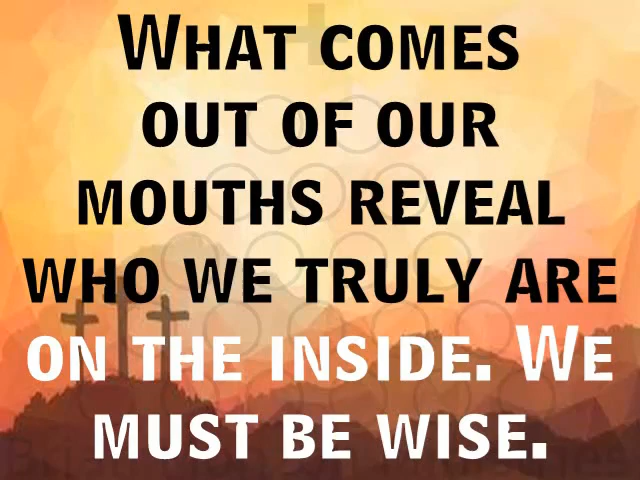 What comes
out of our
mouths reveal
who we truly are
on the inside. We
must be wise.